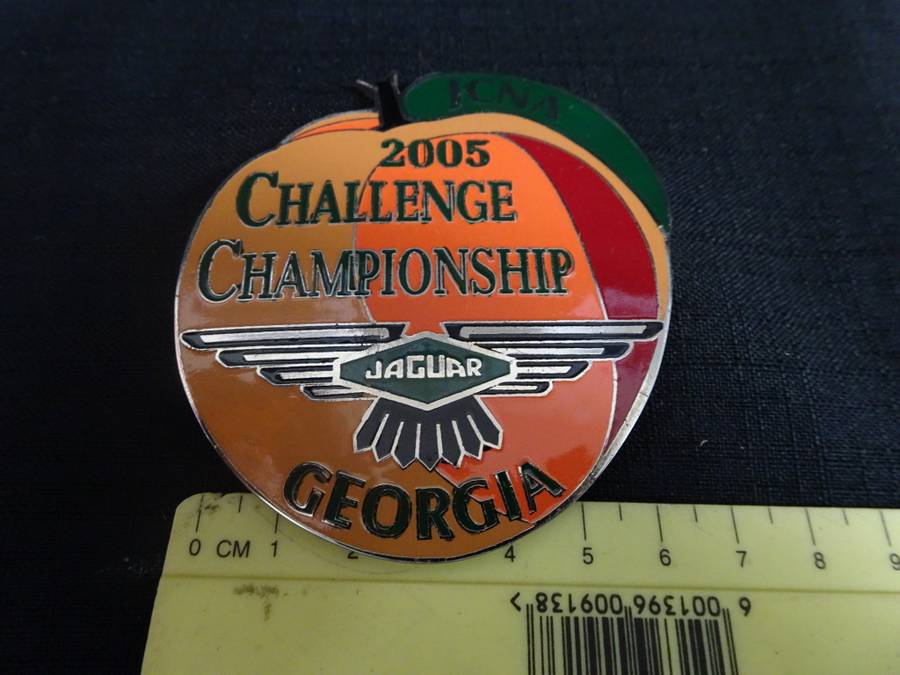 JCNA
2005
CHALLENGE
CHAMPIONSHIP
JAGUAR
GEORGIA
0 CM 1 2 4 5 6 7 8 9
6 001396 009138 >